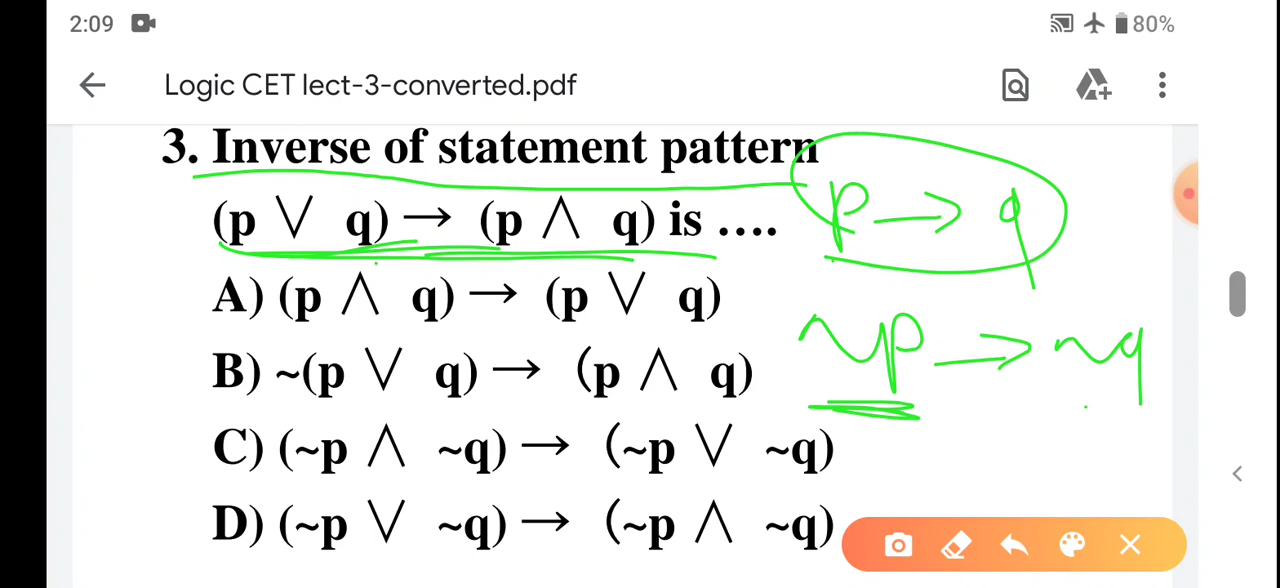 2:09 80%
Logic CET lect-3-converted.pdf
3. Inverse of statement pattern
(p ∨ q) → (p ∧ q) is ....
p → q
A) (p ∧ q) → (p ∨ q)
B) ~(p ∨ q) → (p ∧ q)
~p → ~q
C) (~p ∧ ~q) → (~p ∨ ~q)
D) (~p ∨ ~q) → (~p ∧ ~q)